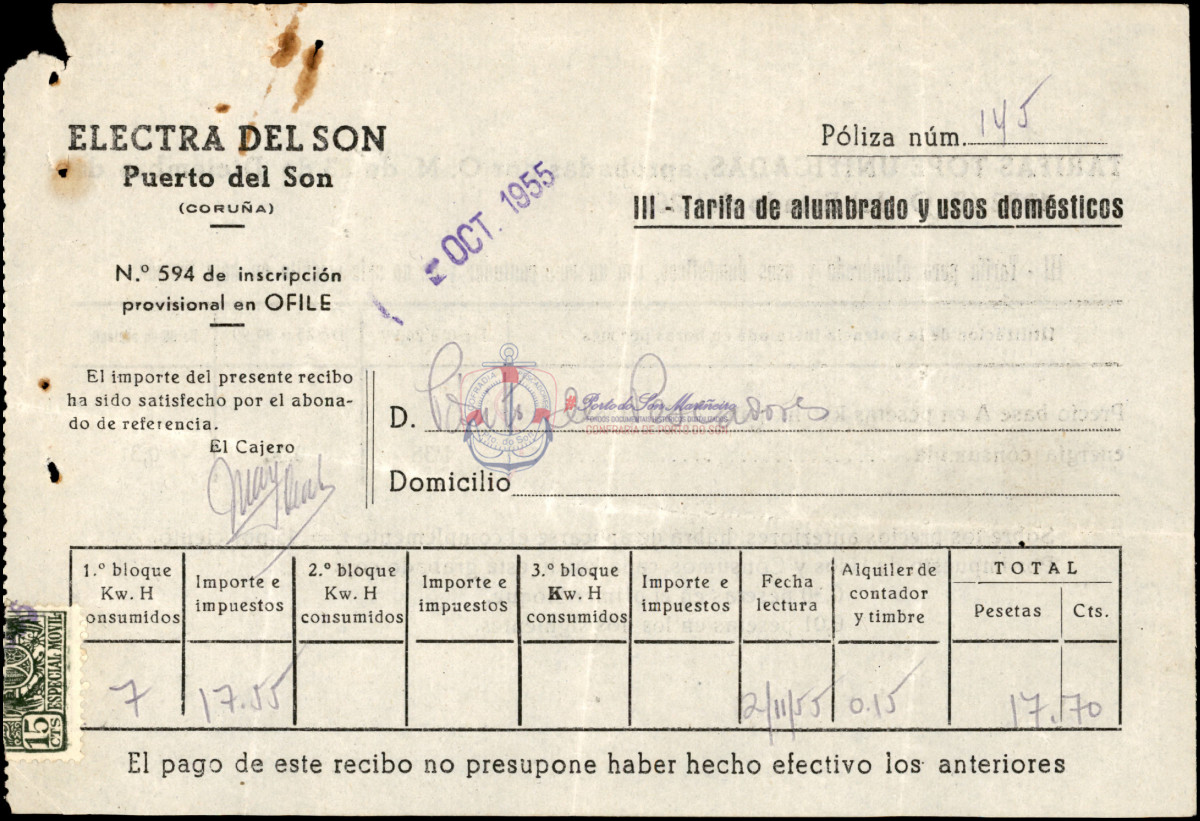 ELECTRA DEL SON
Puerto del Son
(CORUÑA)
N.º 594 de inscripción
provisional en OFILE
OCT. 1955
Póliza núm. 145
III - Tarifa de alumbrado y usos domésticos
El importe del presente recibo
ha sido satisfecho por el abona-
do de referencia.
El Cajero
D.
Porto do Son Mariñeiro
Domicilio
1.º bloque Kw. H consumidos
Importe e impuestos
2.º bloque Kw. H consumidos
Importe e impuestos
3.º bloque Kw. H consumidos
Importe e impuestos
Fecha lectura
Alquiler de contador y timbre
TOTAL
Pesetas Cts.
7 17.55 2/11/55 0.15 17.70
ESPECIAL MOVIL
15 CTS
El pago de este recibo no presupone haber hecho efectivo los anteriores